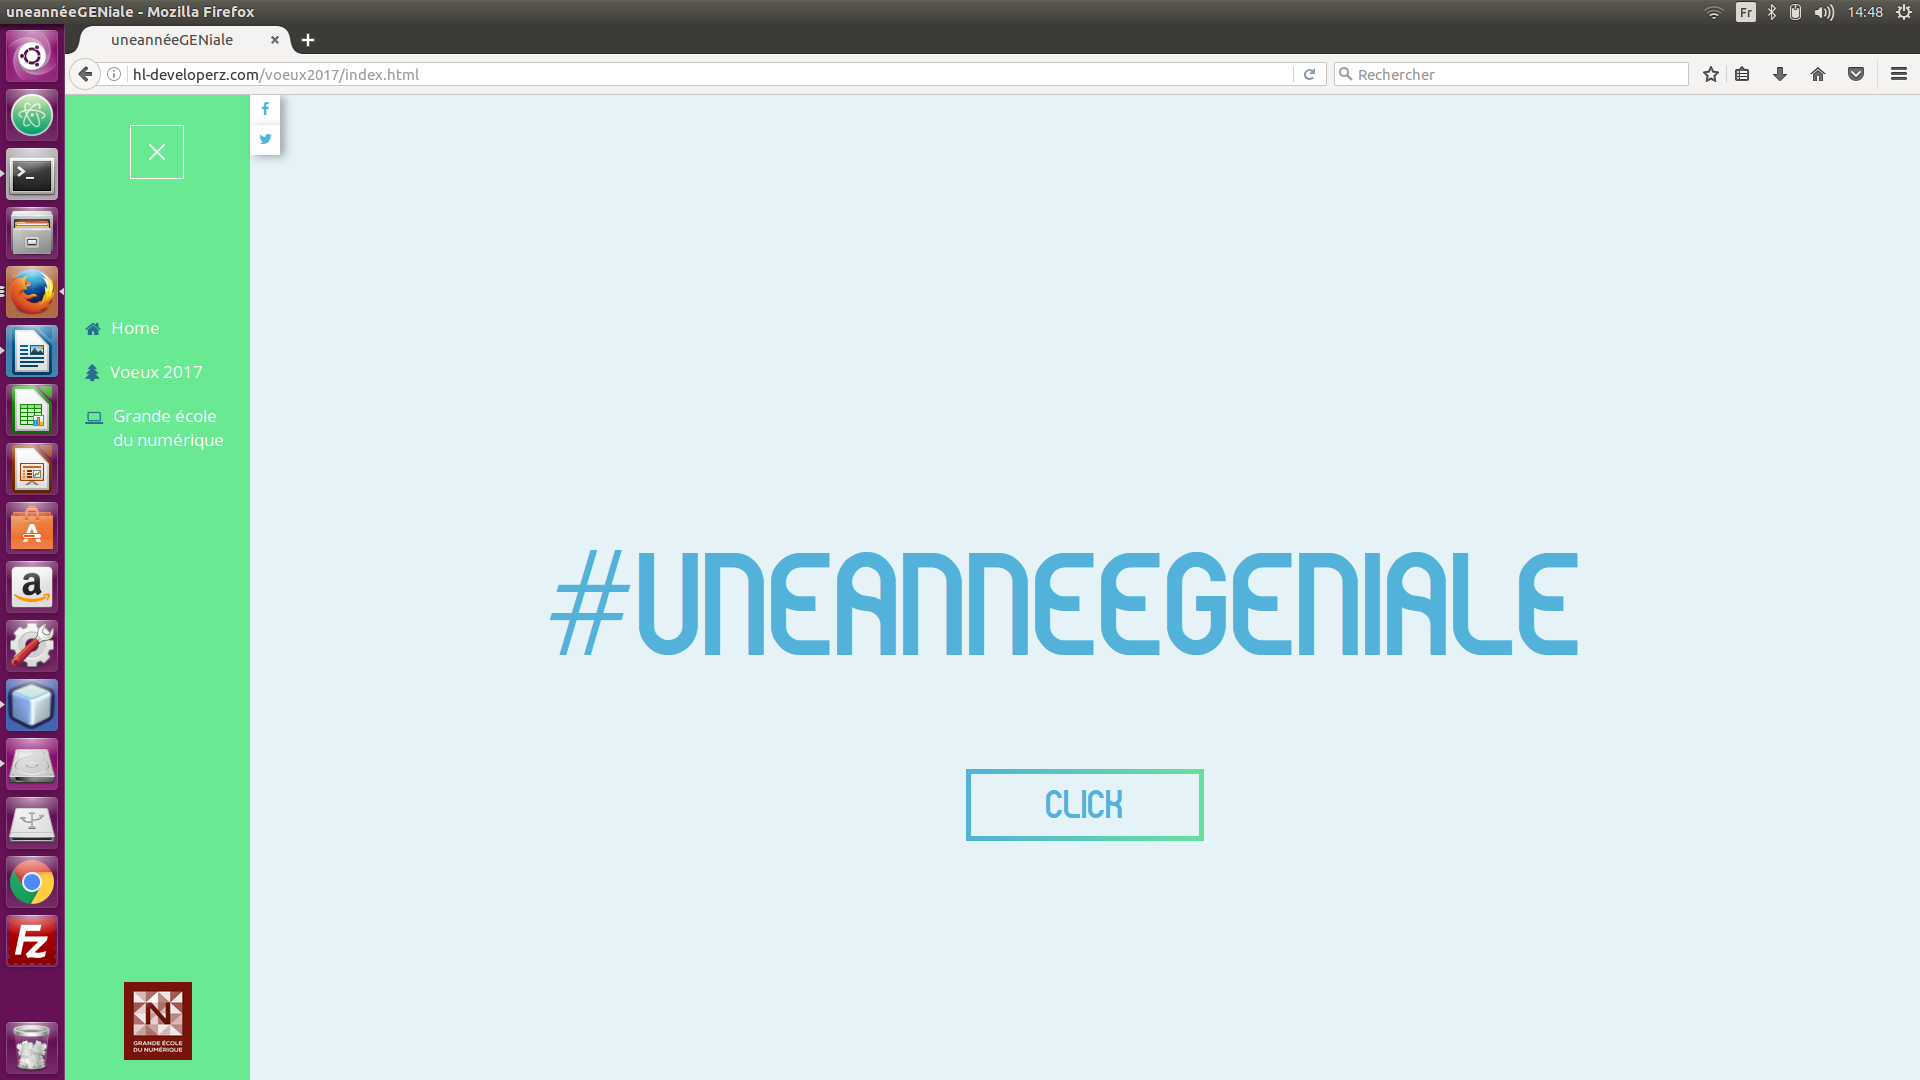 uneannéeGENiale - Mozilla Firefox
Fr
14:48
uneannéeGENiale
hl-developerz.com/voeux2017/index.html
Rechercher
Home
Voeux 2017
Grande école
du numérique
#UNEANNEEGENIALE
CLICK
N
GRANDE ÉCOLE
DU NUMÉRIQUE